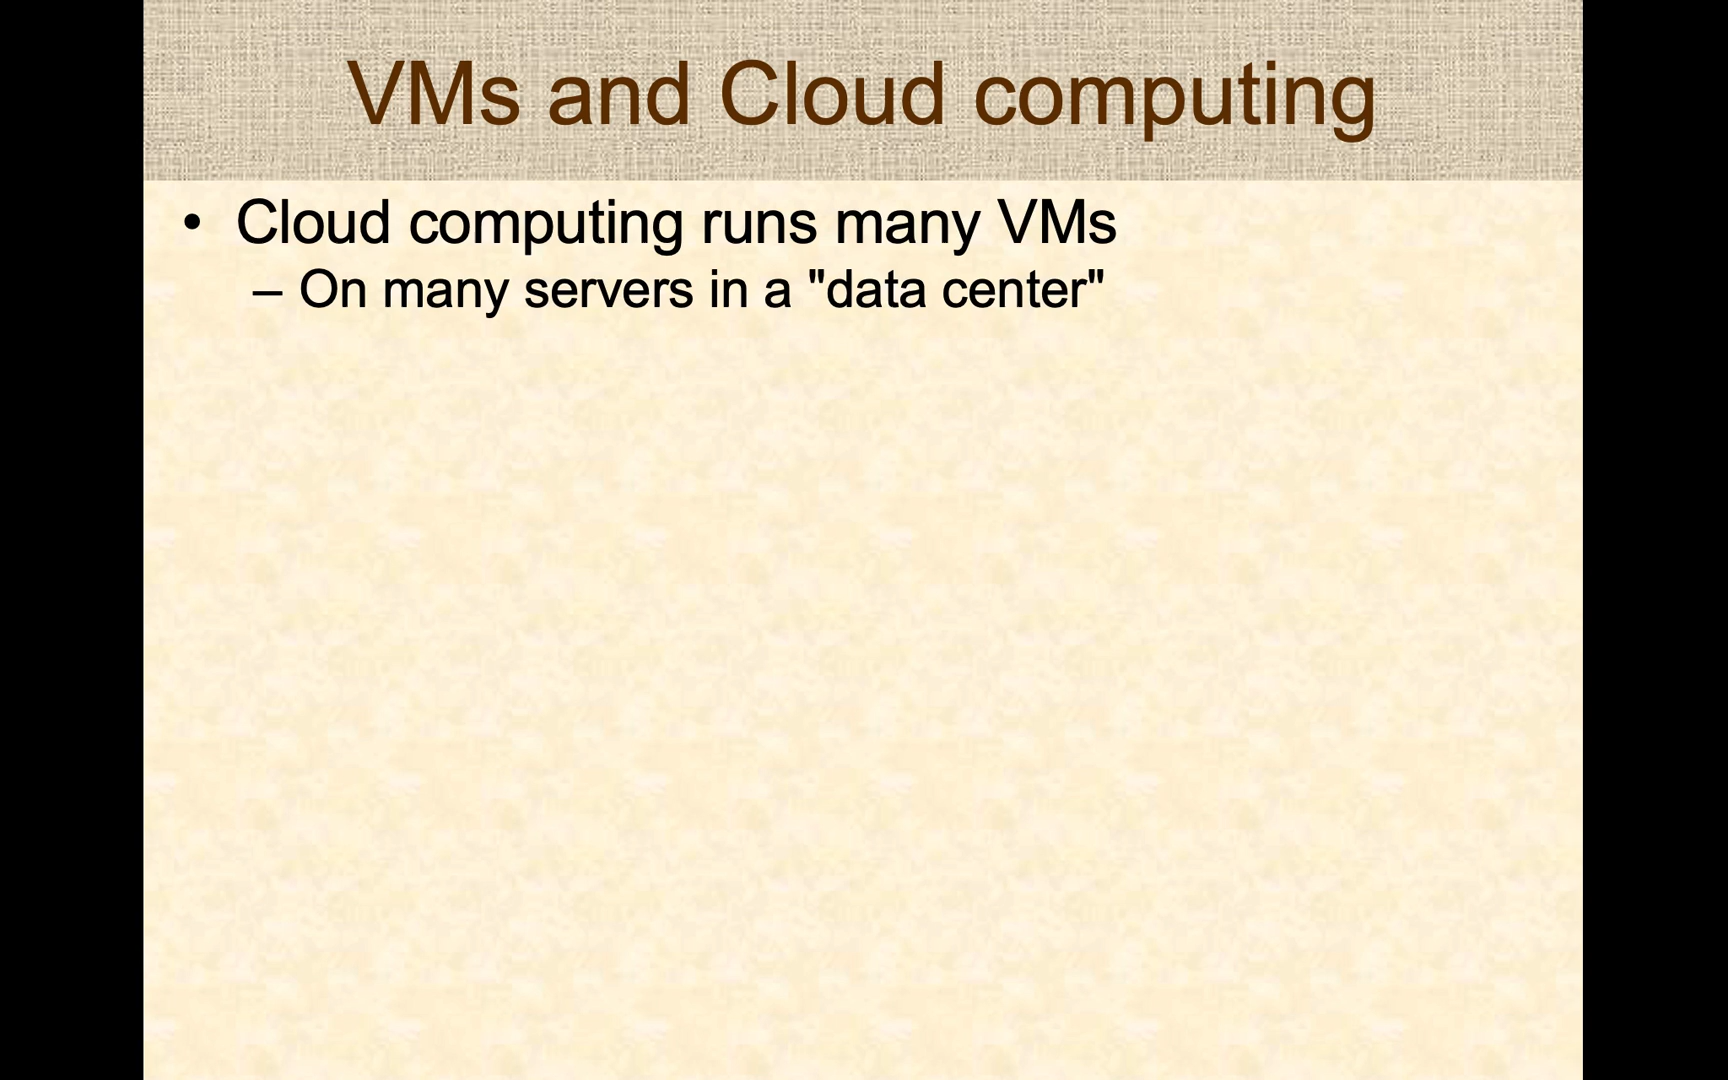 VMs and Cloud computing
• Cloud computing runs many VMs
– On many servers in a "data center"